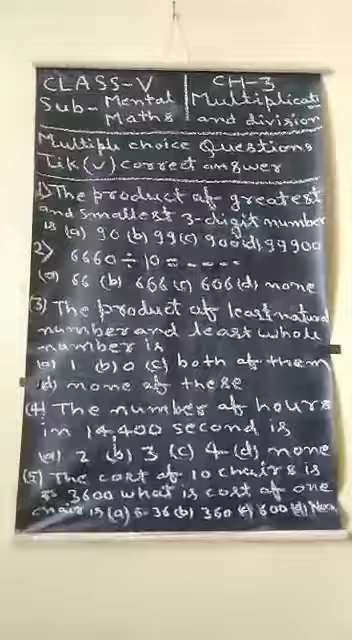 CLASS-V | CH-3
Sub- Mental Maths | Multiplication and division
Multiple choice Questions
Tik (✓) correct answer
1) The product of greatest
and smallest 3-digit number
is (a) 90 (b) 99 (c) 900 (d) 99900
2) 6660 ÷ 10 = -----
(a) 66 (b) 666 (c) 606 (d) none
(3) The product of least natural
number and least whole
number is
(a) 1 (b) 0 (c) both of them
(d) none of these
(4) The number of hours
in 14,400 second is
(a) 2 (b) 3 (c) 4 (d) none
(5) The cost of 10 chairs is
3600 what is cost of one
chair is (a) 36 (b) 360 (c) 600 (d) None